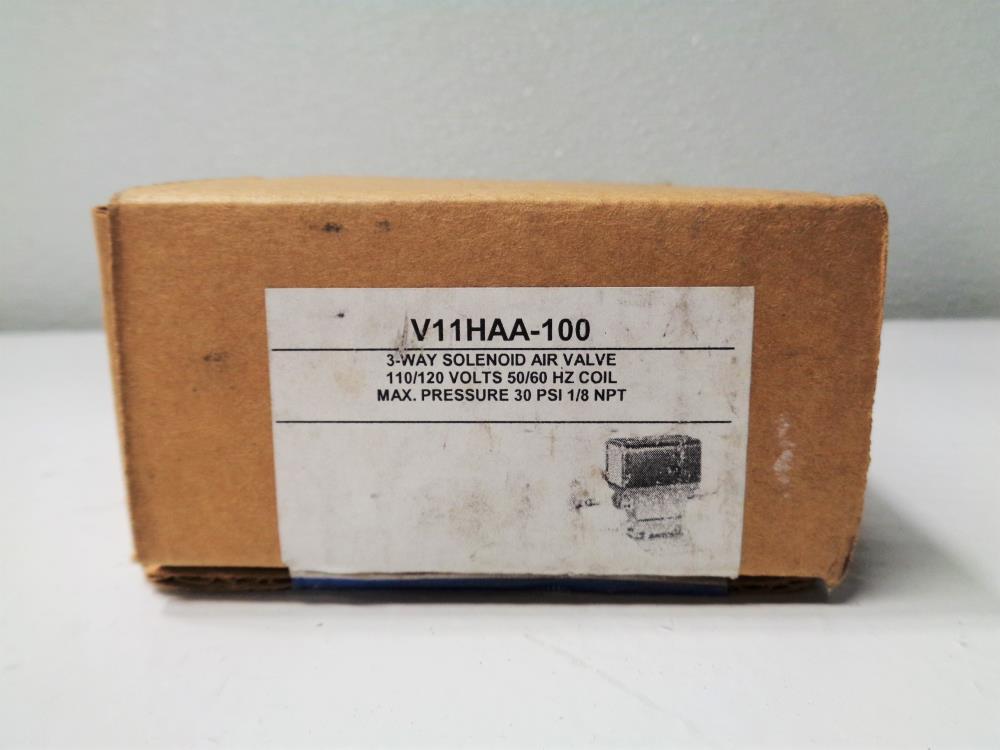 V11HAA-100
3-WAY SOLENOID AIR VALVE
110/120 VOLTS 50/60 HZ COIL
MAX. PRESSURE 30 PSI 1/8 NPT